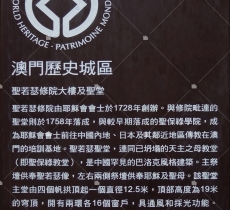 WORLD HERITAGE · PATRIMOINE MONDIAL
澳門歷史城區
聖若瑟修院大樓及聖堂
聖若瑟修院由耶穌會會士於1728年創辦。與修院毗連的
聖堂則於1758年落成。與較早期落成的聖保祿學院，成
為耶穌會會士前往中國內地、日本及其鄰近地區傳教在澳
門的培訓基地。聖若瑟聖堂，連同已坍塌的天主之母教堂
（即聖保祿教堂），是中國罕見的巴洛克風格建築。主祭
壇供奉聖若瑟像，左右兩側祭壇供奉耶穌及聖母。該聖堂
主堂由四個帆拱頂起一個直徑12.5米，頂部高度為19米
的穹頂，開有兩環各16個窗戶，具通風和採光功能。